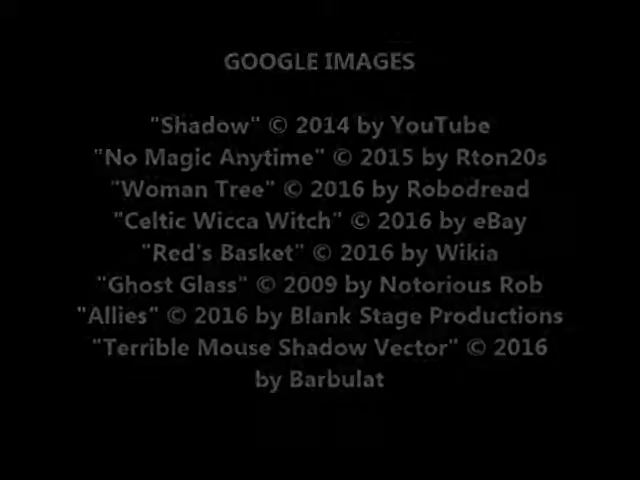 GOOGLE IMAGES
"Shadow" © 2014 by YouTube
"No Magic Anytime" © 2015 by Rton20s
"Woman Tree" © 2016 by Robodread
"Celtic Wicca Witch" © 2016 by eBay
"Red's Basket" © 2016 by Wikia
"Ghost Glass" © 2009 by Notorious Rob
"Allies" © 2016 by Blank Stage Productions
"Terrible Mouse Shadow Vector" © 2016
by Barbulat